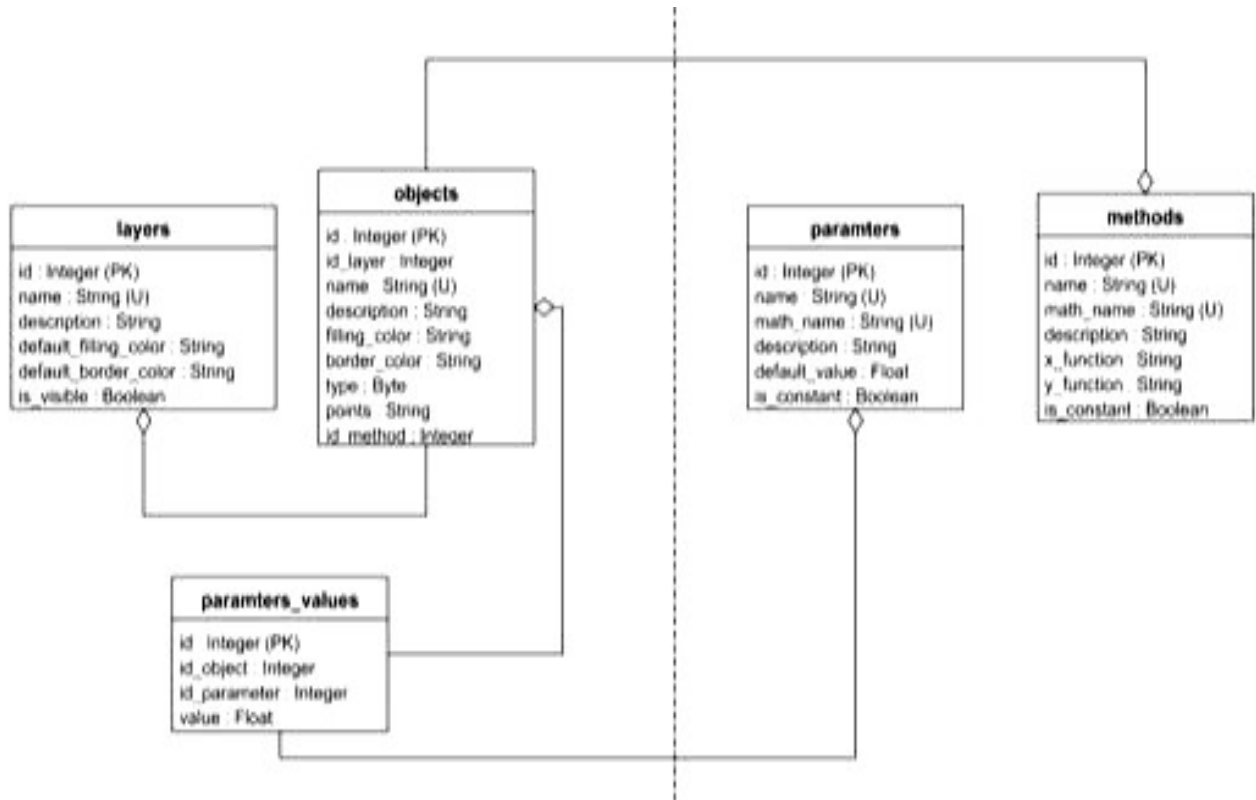 layers
id : Integer (PK)
name : String (U)
description : String
default_filling_color : String
default_border_color : String
is_visible : Boolean
objects
id : Integer (PK)
id_layer : Integer
name : String (U)
description : String
filling_color : String
border_color : String
type : Byte
points : String
id_method : Integer
paramters_values
id : Integer (PK)
id_object : Integer
id_parameter : Integer
value : Float
paramters
id : Integer (PK)
name : String (U)
math_name : String (U)
description : String
default_value : Float
is_constant : Boolean
methods
id : Integer (PK)
name : String (U)
math_name : String (U)
description : String
x_function : String
y_function : String
is_constant : Boolean